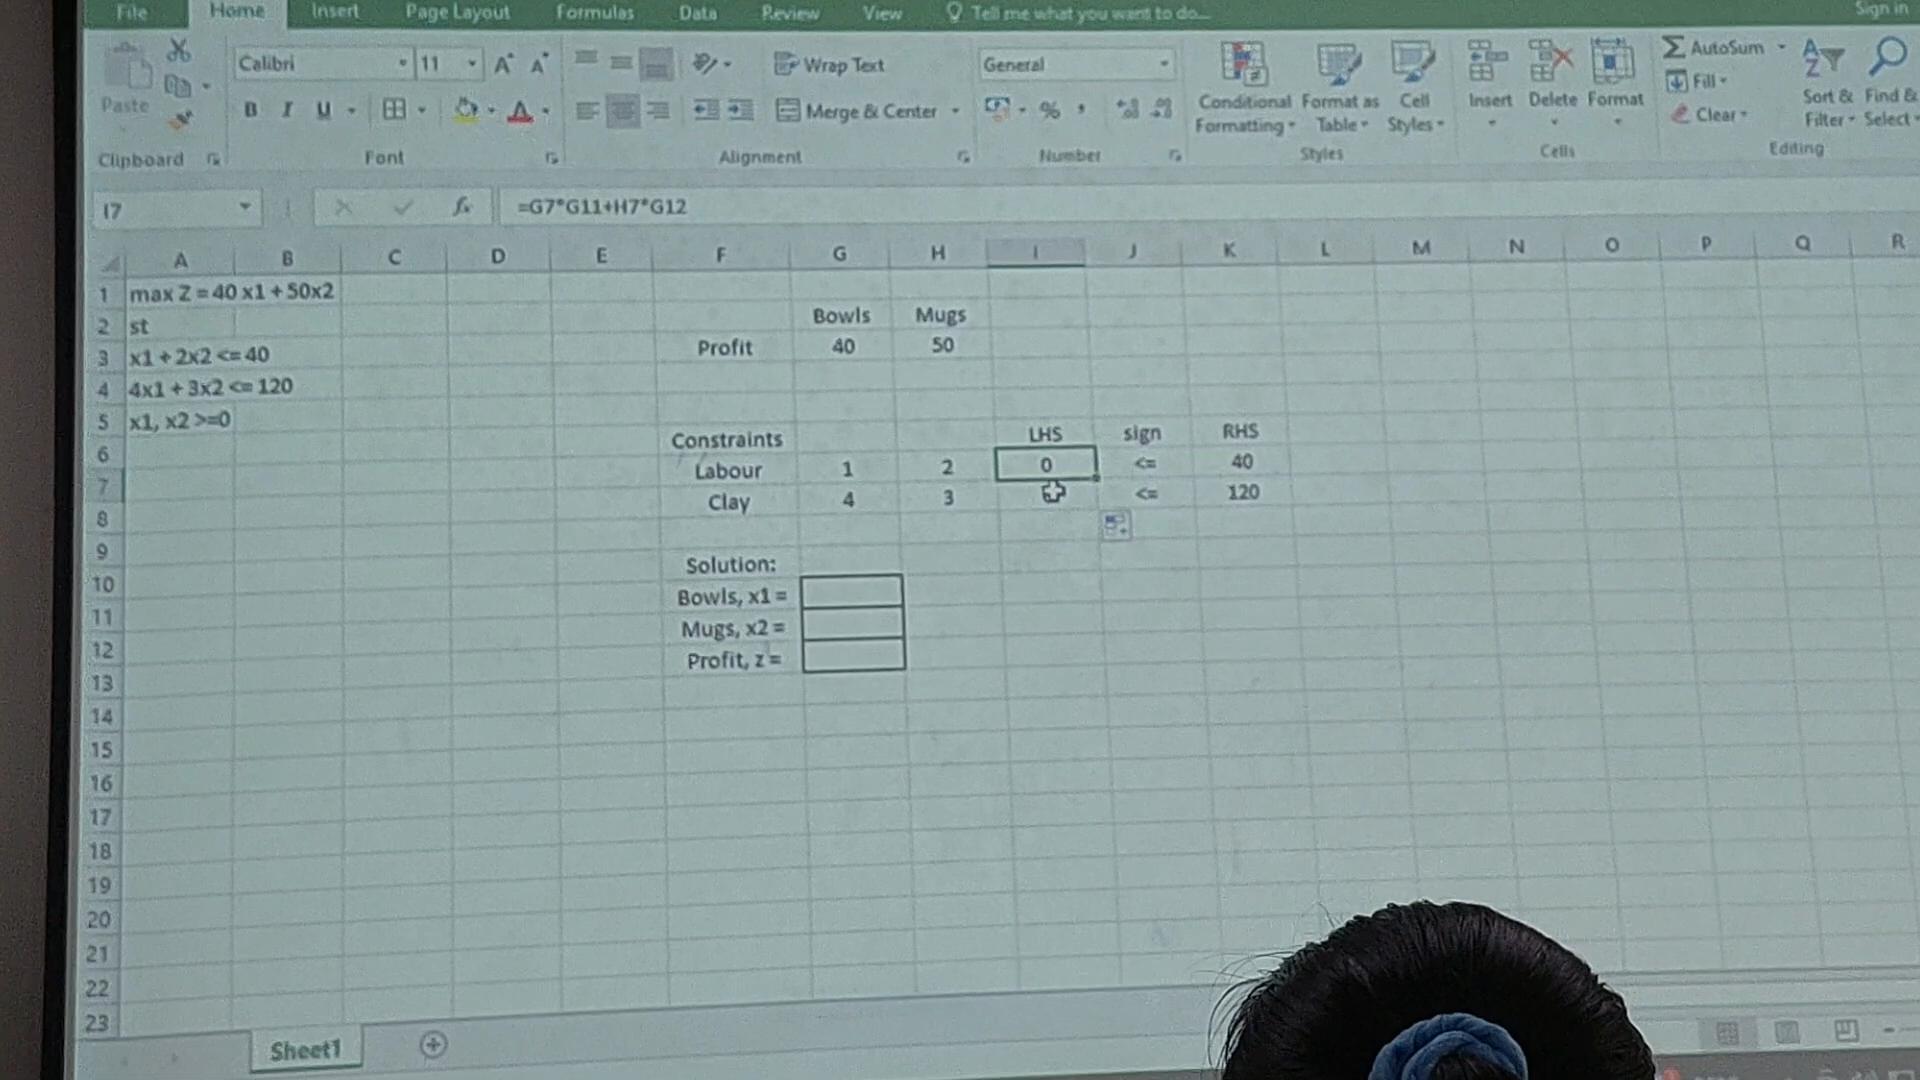 File Home Insert Page Layout Formulas Data Review View Tell me what you want to do... Sign in
Calibri 11 A A Wrap Text General AutoSum
Paste B I U A Merge & Center % , Conditional Formatting Format as Table Cell Styles Insert Delete Format Fill Clear Sort & Filter Find & Select
Clipboard Font Alignment Number Styles Cells Editing
I7 fx =G7*G11+H7*G12
A B C D E F G H I J K L M N O P Q R
1 max Z = 40 x1 + 50x2
2 st Bowls Mugs
3 x1 + 2x2 <= 40 Profit 40 50
4 4x1 + 3x2 <= 120
5 x1, x2 >=0
6 Constraints LHS sign RHS
7 Labour 1 2 0 <= 40
8 Clay 4 3 <= 120
9
10 Solution:
11 Bowls, x1 =
12 Mugs, x2 =
13 Profit, z =
14
15
16
17
18
19
20
21
22
23
Sheet1